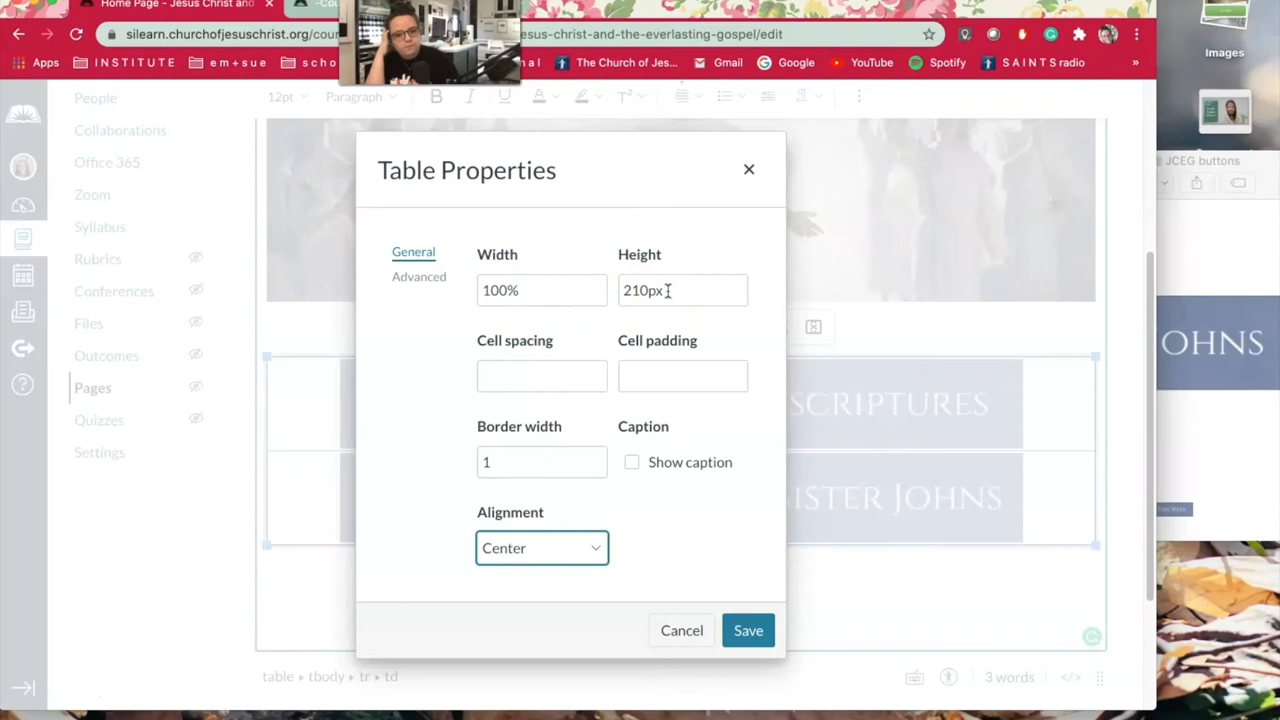 Home Page - Jesus Christ and
silearn.churchofjesuschrist.org/cou
esus-christ-and-the-everlasting-gospel/edit
Apps
INSTITUTE
em+sue
The Church of Jes...
Gmail
Google
YouTube
Spotify
SAINTS radio
»
Images
JCEG buttons
People
Collaborations
Office 365
Zoom
Syllabus
Rubrics
Conferences
Files
Outcomes
Pages
Quizzes
Settings
12pt
Paragraph
B
I
U
A
Table Properties
General
Advanced
Width
Height
100%
210px
Cell spacing
Cell padding
Border width
Caption
1
Show caption
Alignment
Center
Cancel
Save
SCRIPTURES
ISTER JOHNS
JOHNS
table
tbody
tr
td
3 words
</>